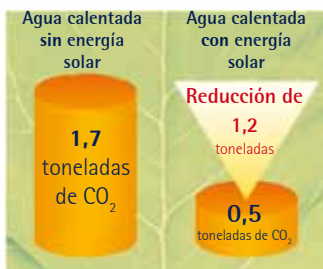 Agua calentada
sin energía
solar
1,7
toneladas
de CO₂
Agua calentada
con energía
solar
Reducción de
1,2
toneladas
0,5
toneladas de CO₂